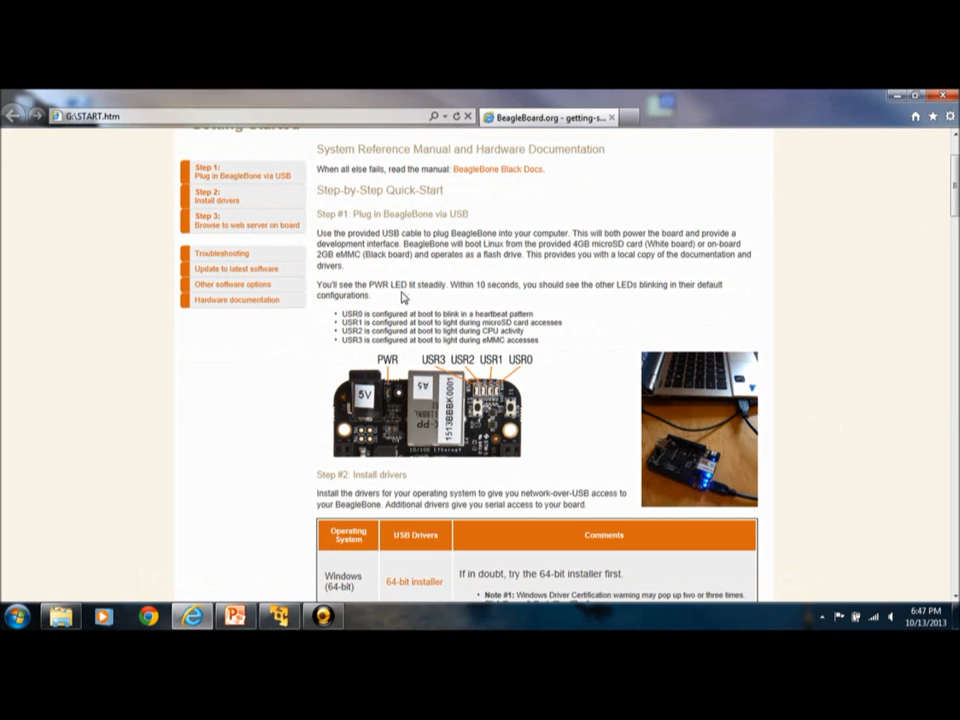 G:\START.htm
BeagleBoard.org - getting-s...
System Reference Manual and Hardware Documentation
When all else fails, read the manual: BeagleBone Black Docs.
Step-by-Step Quick-Start
Step 1:
Plug in BeagleBone via USB
Step 2:
Install drivers
Step 3:
Browse to web server on board
Troubleshooting
Update to latest software
Other software options
Hardware documentation
Step #1: Plug in BeagleBone via USB
Use the provided USB cable to plug BeagleBone into your computer. This will both power the board and provide a
development interface. BeagleBone will boot Linux from the provided 4GB microSD card (White board) or on-board
2GB eMMC (Black board) and operates as a flash drive. This provides you with a local copy of the documentation and
drivers.
You'll see the PWR LED lit steadily. Within 10 seconds, you should see the other LEDs blinking in their default
configurations.
• USR0 is configured at boot to blink in a heartbeat pattern
• USR1 is configured at boot to light during microSD card accesses
• USR2 is configured at boot to light during CPU activity
• USR3 is configured at boot to light during eMMC accesses
PWR USR3 USR2 USR1 USR0
5V
A5
1513BBBK0001
10/100 Ethernet
Step #2: Install drivers
Install the drivers for your operating system to give you network-over-USB access to
your BeagleBone. Additional drivers give you serial access to your board.
Operating
System
USB Drivers
Comments
Windows
(64-bit)
64-bit installer
If in doubt, try the 64-bit installer first.
• Note #1: Windows Driver Certification warning may pop up two or three times.
6:47 PM
10/13/2013